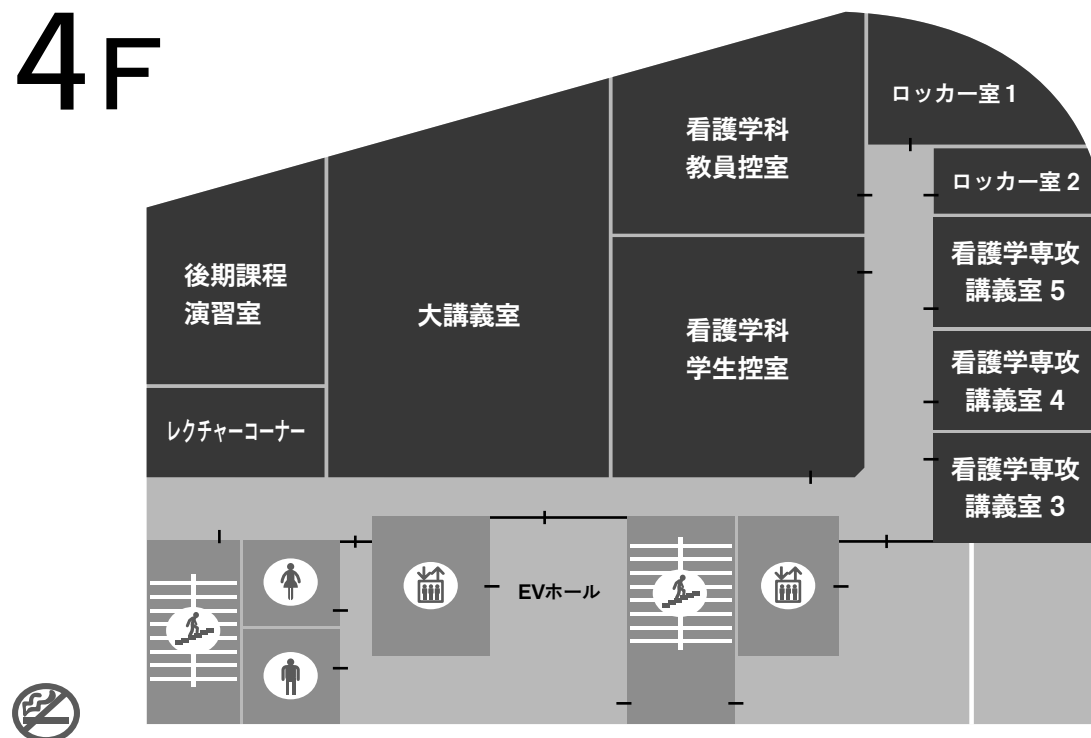 4F
ロッカー室 1
看護学科
教員控室
ロッカー室 2
後期課程
演習室
大講義室
看護学科
学生控室
看護学専攻
講義室 5
看護学専攻
講義室 4
レクチャーコーナー
看護学専攻
講義室 3
EVホール